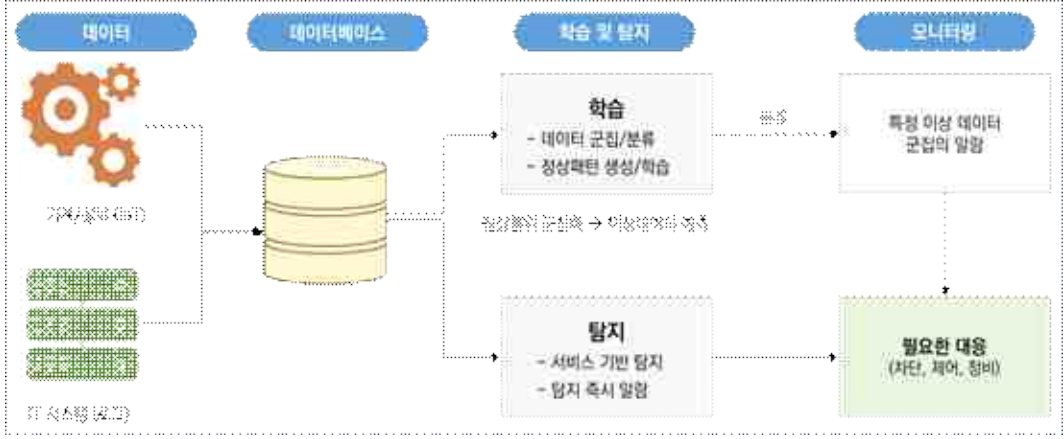 데이터
데이터베이스
학습 및 탐지
모니터링
학습
- 데이터 군집/분류
- 정상패턴 생성/학습
특정 이상 데이터
군집의 알람
탐지
- 서비스 기반 탐지
- 탐지 즉시 알람
필요한 대응
(차단, 제어, 정비)